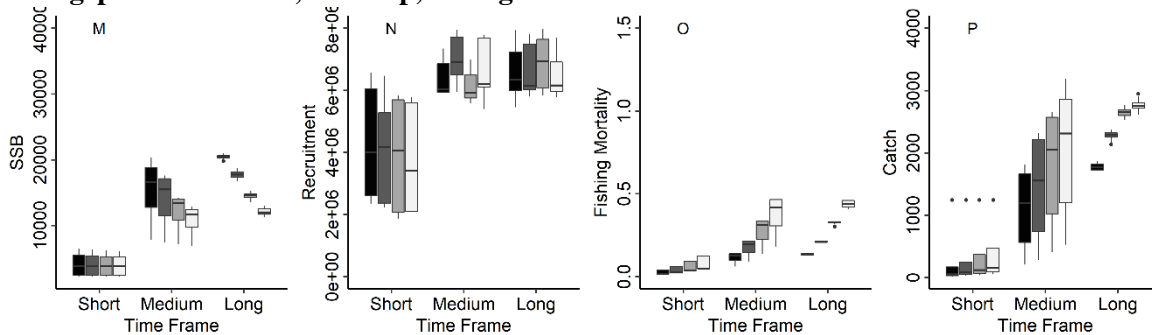 M
N
O
P
SSB
40000
30000
20000
10000
Short
Medium
Long
Time Frame
Recruitment
8e+06
6e+06
4e+06
2e+06
0e+00
Short
Medium
Long
Time Frame
Fishing Mortality
1.5
1.0
0.5
0.0
Short
Medium
Long
Time Frame
Catch
4000
3000
2000
1000
0
Short
Medium
Long
Time Frame